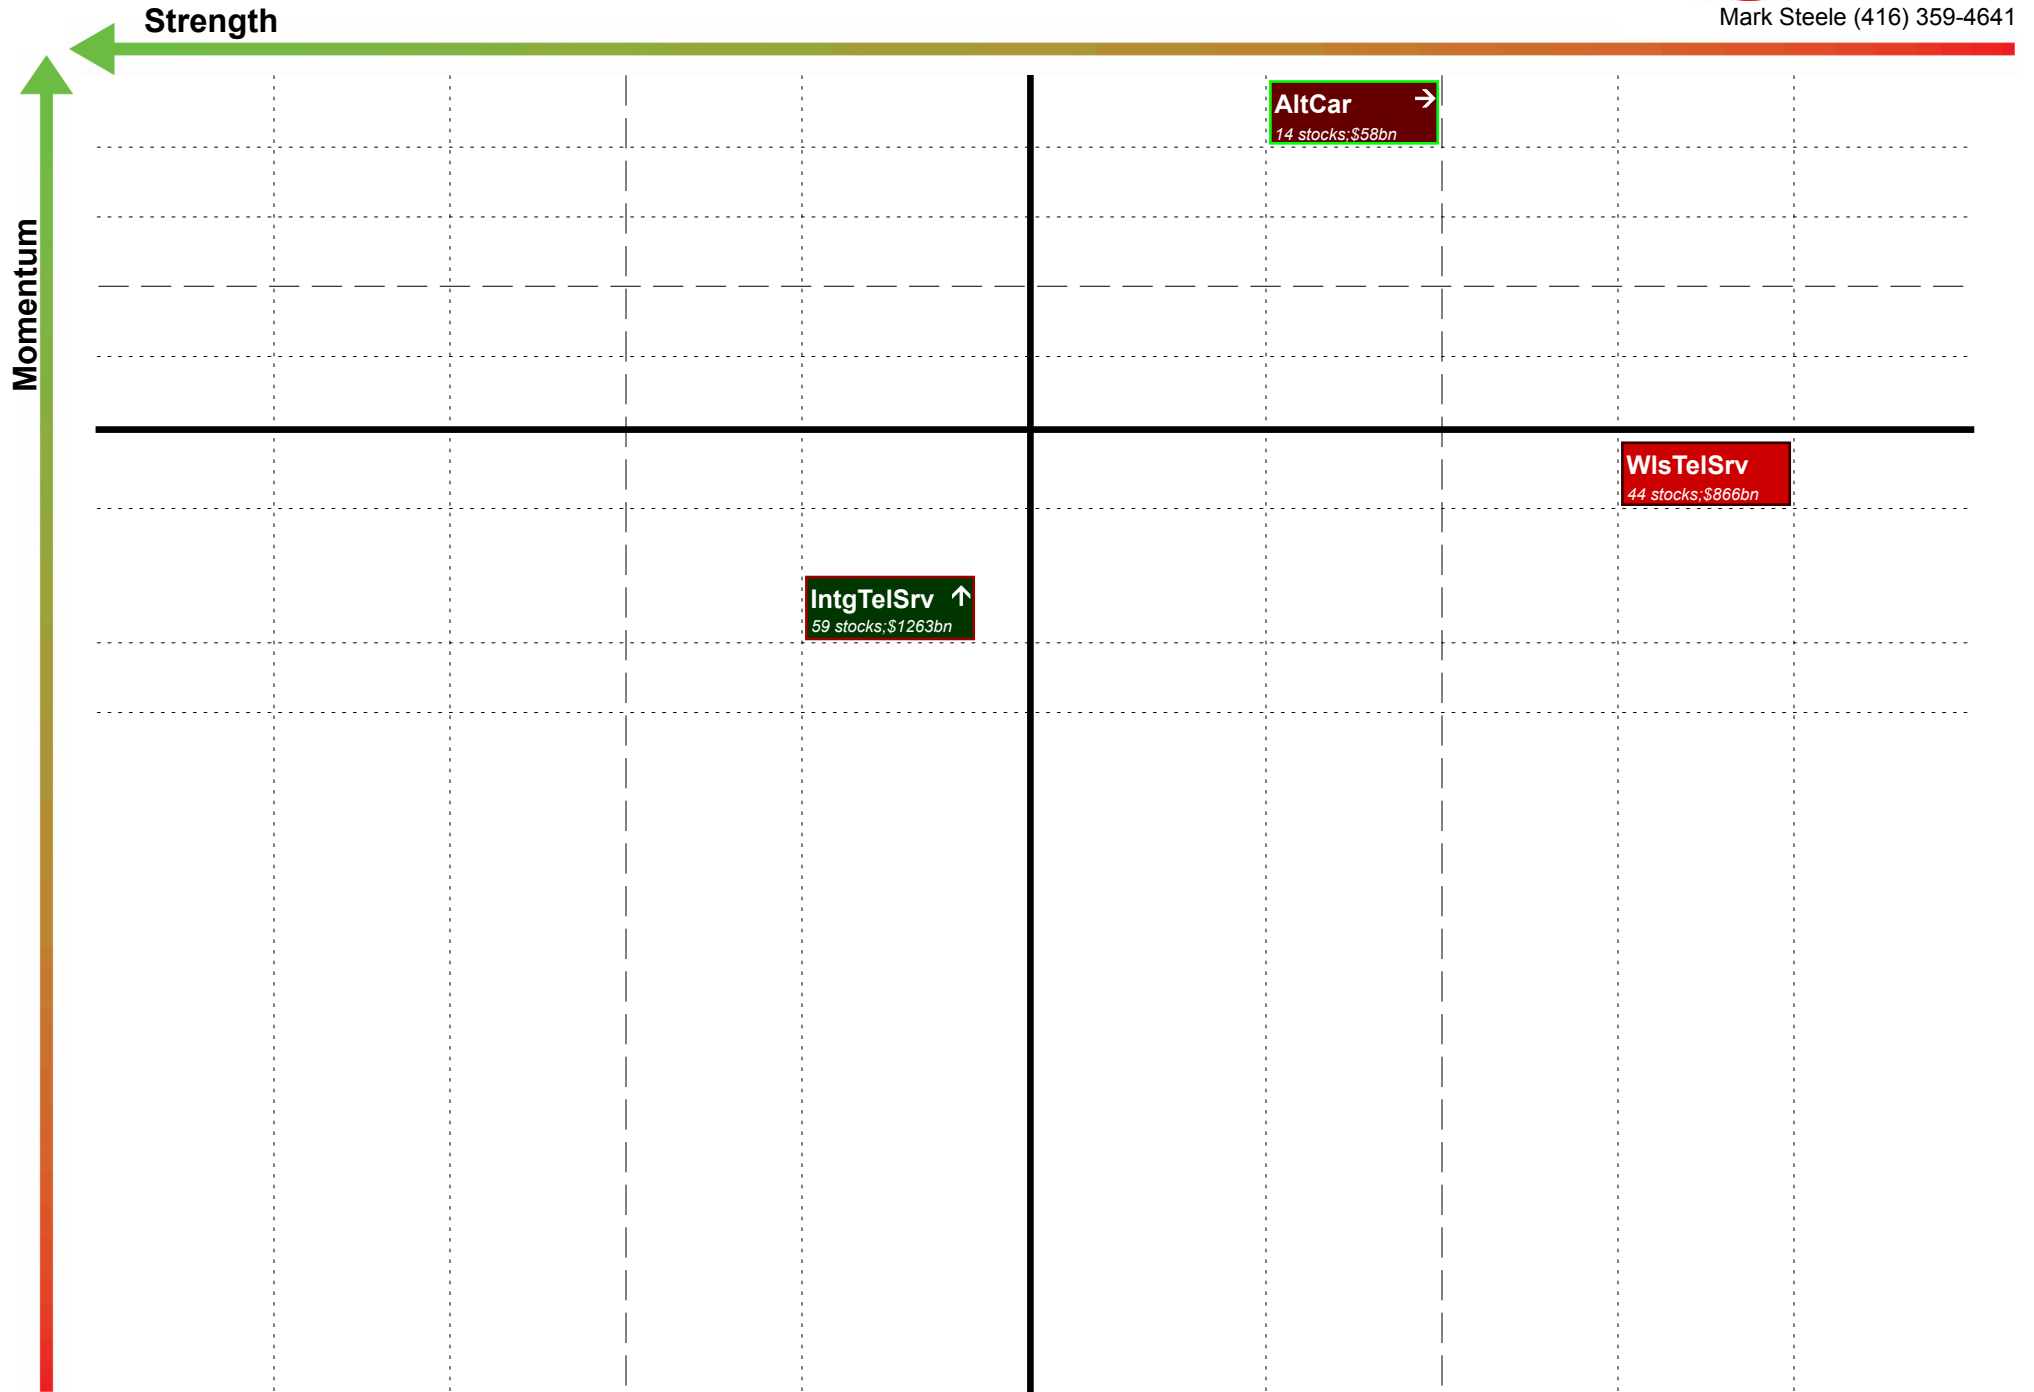 Strength
Mark Steele (416) 359-4641
Momentum
AltCar
14 stocks;$58bn
WlsTelSrv
44 stocks;$866bn
IntgTelSrv
59 stocks;$1263bn